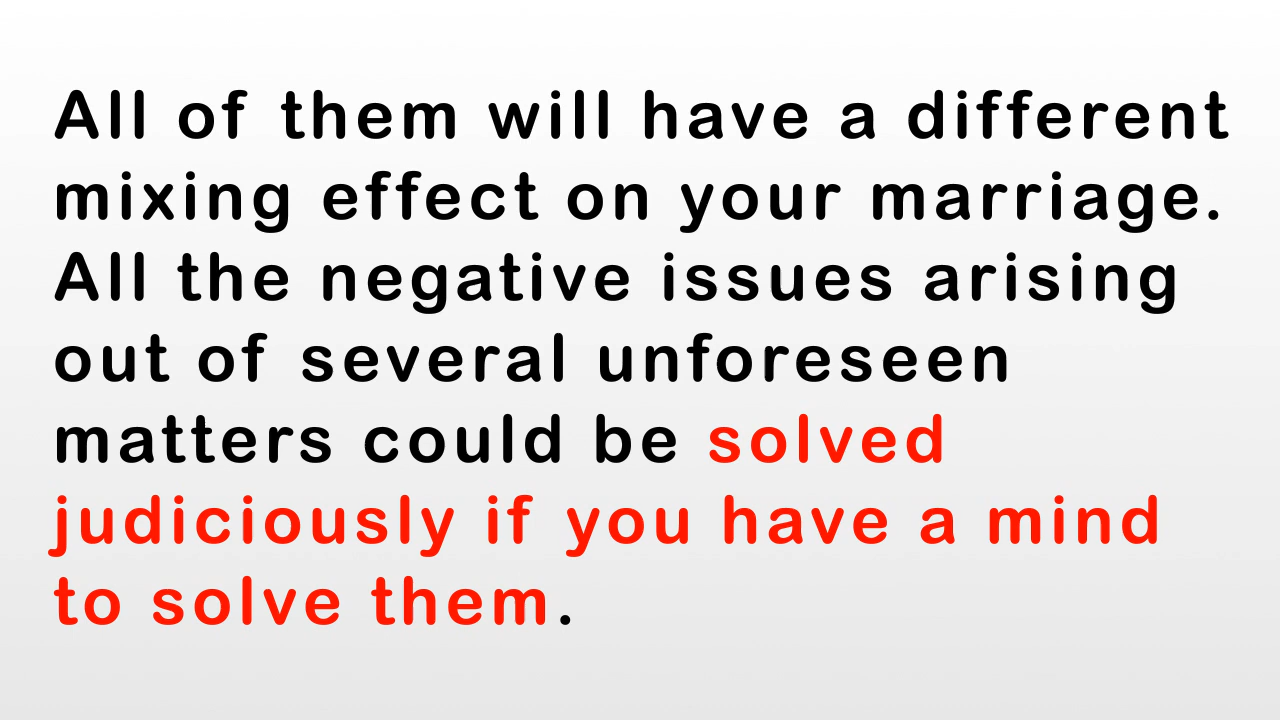 All of them will have a different
mixing effect on your marriage.
All the negative issues arising
out of several unforeseen
matters could be solved
judiciously if you have a mind
to solve them.